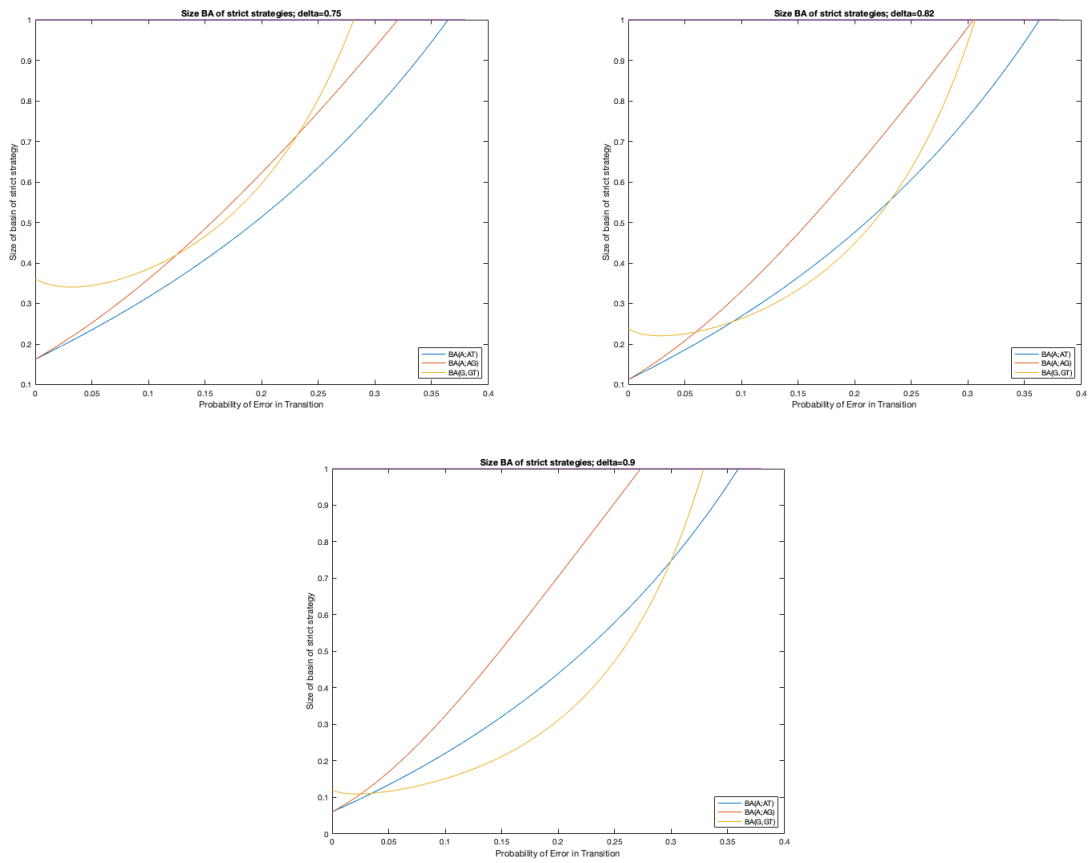 Size BA of strict strategies; delta=0.75
1
0.9
0.8
0.7
0.6
0.5
0.4
0.3
0.2
0.1
Size of basin of strict strategy
0 0.05 0.1 0.15 0.2 0.25 0.3 0.35 0.4
Probability of Error in Transition
BA(A;AT)
BA(A;AG)
BA(G,GT)
Size BA of strict strategies; delta=0.82
1
0.9
0.8
0.7
0.6
0.5
0.4
0.3
0.2
0.1
Size of basin of strict strategy
0 0.05 0.1 0.15 0.2 0.25 0.3 0.35 0.4
Probability of Error in Transition
BA(A;AT)
BA(A;AG)
BA(G,GT)
Size BA of strict strategies; delta=0.9
1
0.9
0.8
0.7
0.6
0.5
0.4
0.3
0.2
0.1
0
Size of basin of strict strategy
0 0.05 0.1 0.15 0.2 0.25 0.3 0.35 0.4
Probability of Error in Transition
BA(A;AT)
BA(A;AG)
BA(G,GT)